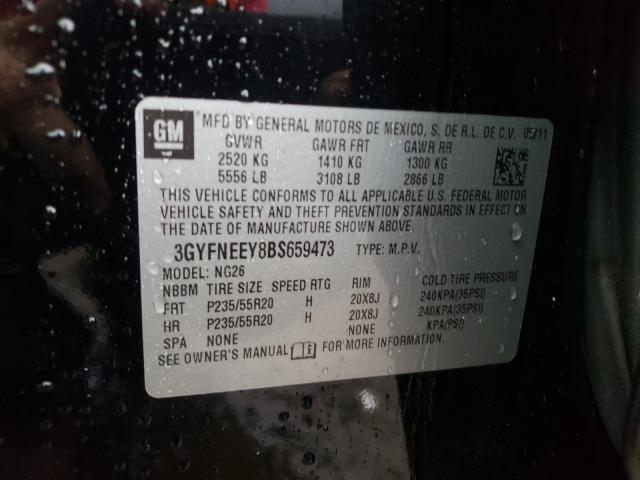 GM
MFD BY GENERAL MOTORS DE MEXICO, S. DE R.L. DE C.V. 05/11
GVWR GAWR FRT GAWR RR
2520 KG 1410 KG 1300 KG
5556 LB 3108 LB 2866 LB
THIS VEHICLE CONFORMS TO ALL APPLICABLE U.S. FEDERAL MOTOR
VEHICLE SAFETY AND THEFT PREVENTION STANDARDS IN EFFECT ON
THE DATE OF MANUFACTURE SHOWN ABOVE.
3GYFNEEY8BS659473 TYPE: M.P.V.
MODEL: NG26
NBBM TIRE SIZE SPEED RTG RIM COLD TIRE PRESSURE
FRT P235/55R20 H 20X8J 240KPA(35PSI)
HR P235/55R20 H 20X8J 240KPA(35PSI)
SPA NONE NONE KPA(PSI)
SEE OWNER'S MANUAL FOR MORE INFORMATION.